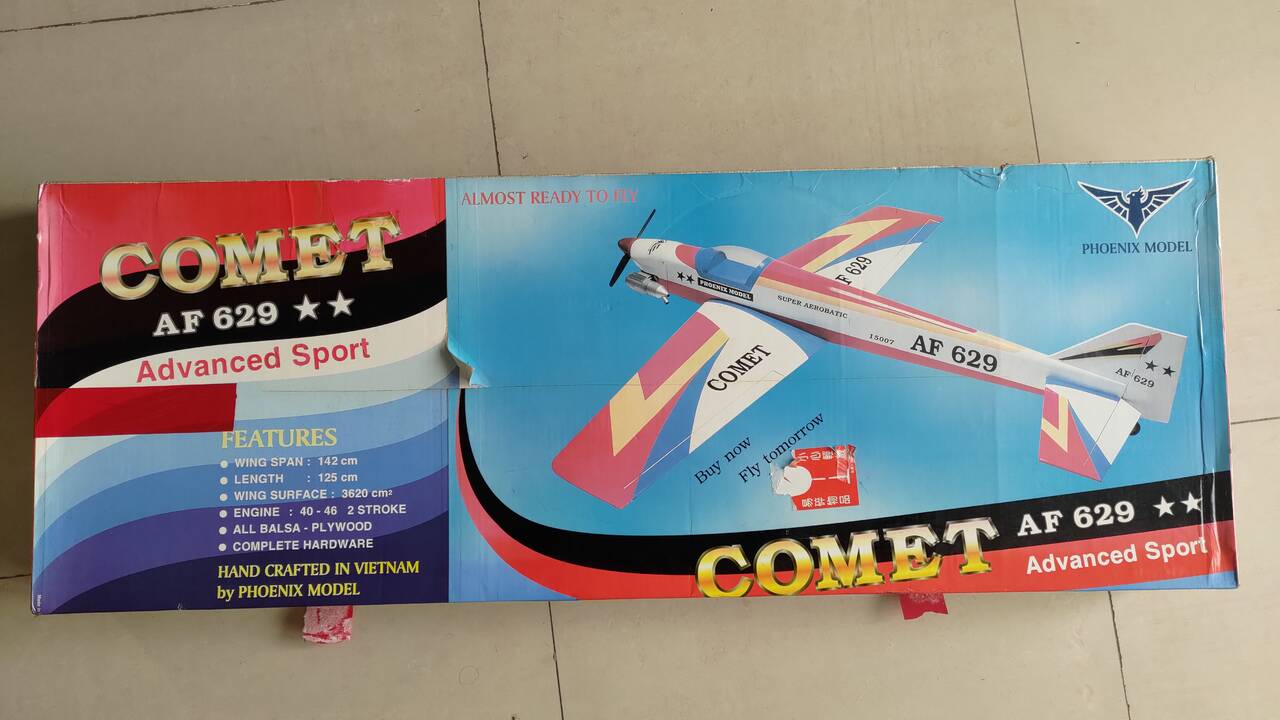 COMET
AF 629 ★★
Advanced Sport
FEATURES
● WING SPAN : 142 cm
● LENGTH : 125 cm
● WING SURFACE : 3620 cm²
● ENGINE : 40 - 46 2 STROKE
● ALL BALSA - PLYWOOD
● COMPLETE HARDWARE
HAND CRAFTED IN VIETNAM
by PHOENIX MODEL
ALMOST READY TO FLY
PHOENIX MODEL
PHOENIX MODEL
SUPER AEROBATIC
15007
AF 629
F 629
COMET
AF 629
Buy now
Fly tomorrow
COMET AF 629 ★★
Advanced Sport